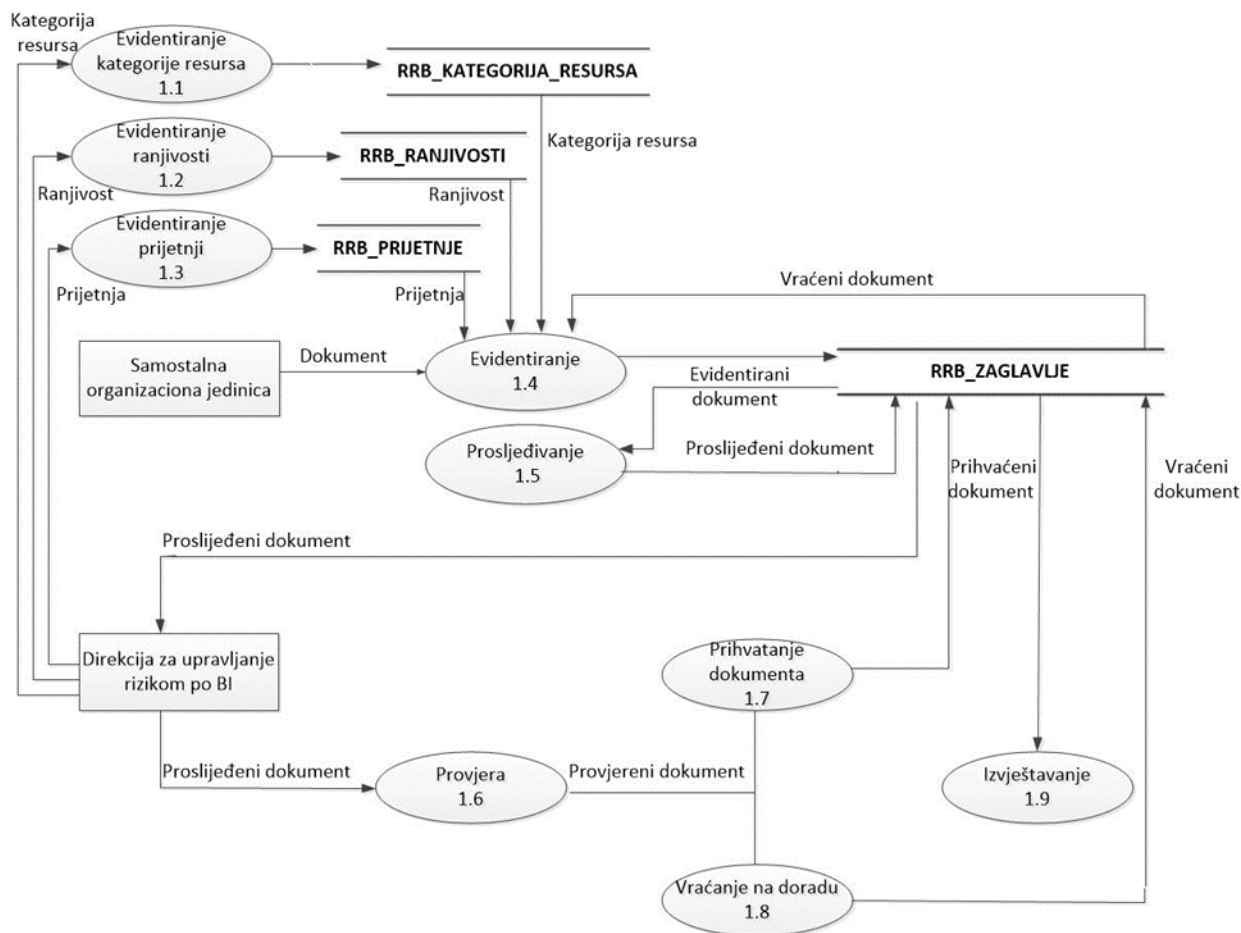 Kategorija
resursa
Evidentiranje
kategorije resursa
1.1
RRB_KATEGORIJA_RESURSA
Kategorija resursa
Evidentiranje
ranjivosti
1.2
RRB_RANJIVOSTI
Ranjivost
Ranjivost
Evidentiranje
prijetnji
1.3
RRB_PRIJETNJE
Prijetnja
Prijetnja
Vraćeni dokument
Samostalna
organizaciona jedinica
Dokument
Evidentiranje
1.4
RRB_ZAGLAVLJE
Evidentirani
dokument
Prosljeđivanje
1.5
Proslijeđeni dokument
Prihvaćeni
dokument
Vraćeni
dokument
Proslijeđeni dokument
Direkcija za upravljanje
rizikom po BI
Prihvatanje
dokumenta
1.7
Proslijeđeni dokument
Provjera
1.6
Provjereni dokument
Izvještavanje
1.9
Vraćanje na doradu
1.8